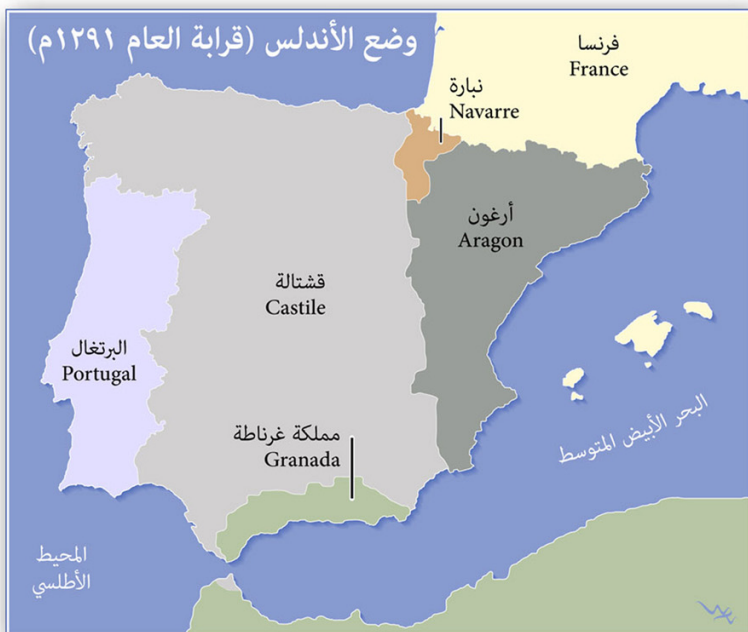 وضع الأندلس (قرابة العام ١٢٩١م)
فرنسا
France
نبارة
Navarre
أرغون
Aragon
قشتالة
Castile
البرتغال
Portugal
مملكة غرناطة
Granada
البحر الأبيض المتوسط
المحيط
الأطلسي